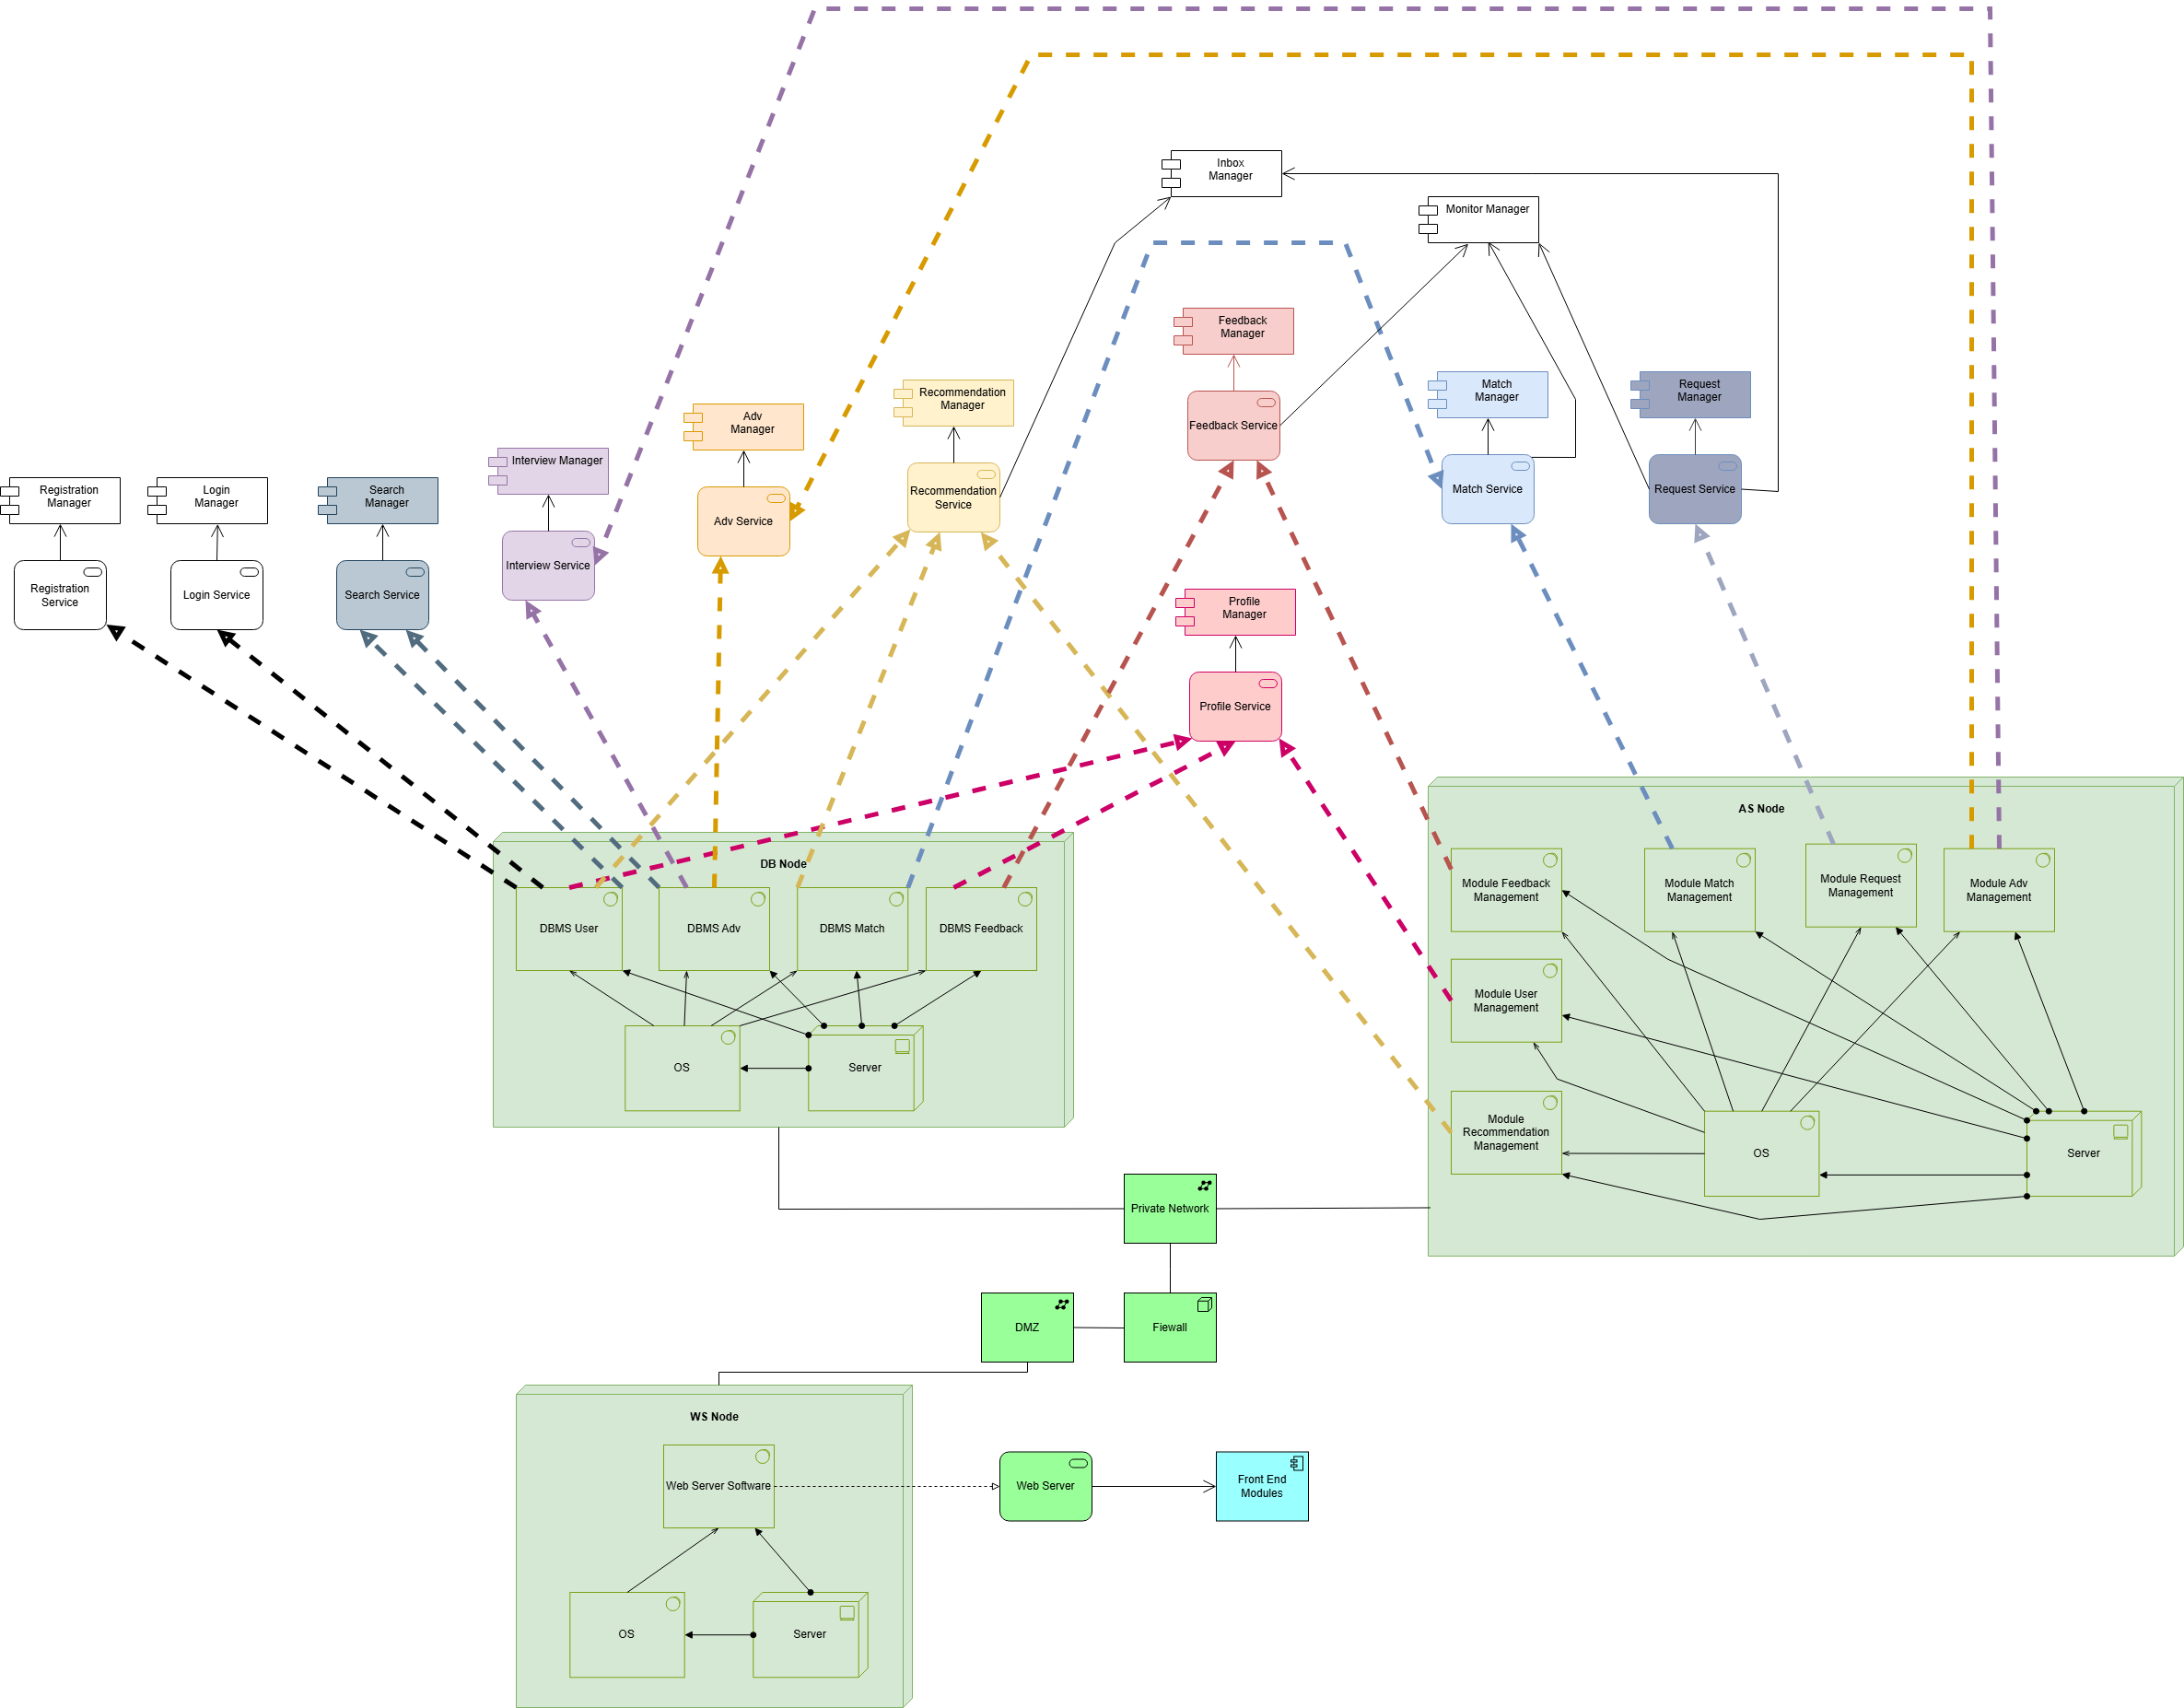 Inbox
Manager
Monitor Manager
Feedback
Manager
Match
Manager
Request
Manager
Recommendation
Manager
Adv
Manager
Feedback Service
Interview Manager
Match Service
Request Service
Registration
Manager
Login
Manager
Search
Manager
Recommendation
Service
Adv Service
Interview Service
Registration
Service
Login Service
Search Service
Profile
Manager
Profile Service
AS Node
DB Node
Module Feedback
Management
Module Match
Management
Module Request
Management
Module Adv
Management
DBMS User
DBMS Adv
DBMS Match
DBMS Feedback
Module User
Management
OS
Server
Module
Recommendation
Management
OS
Server
Private Network
DMZ
Fiewall
WS Node
Web Server Software
Web Server
Front End
Modules
OS
Server